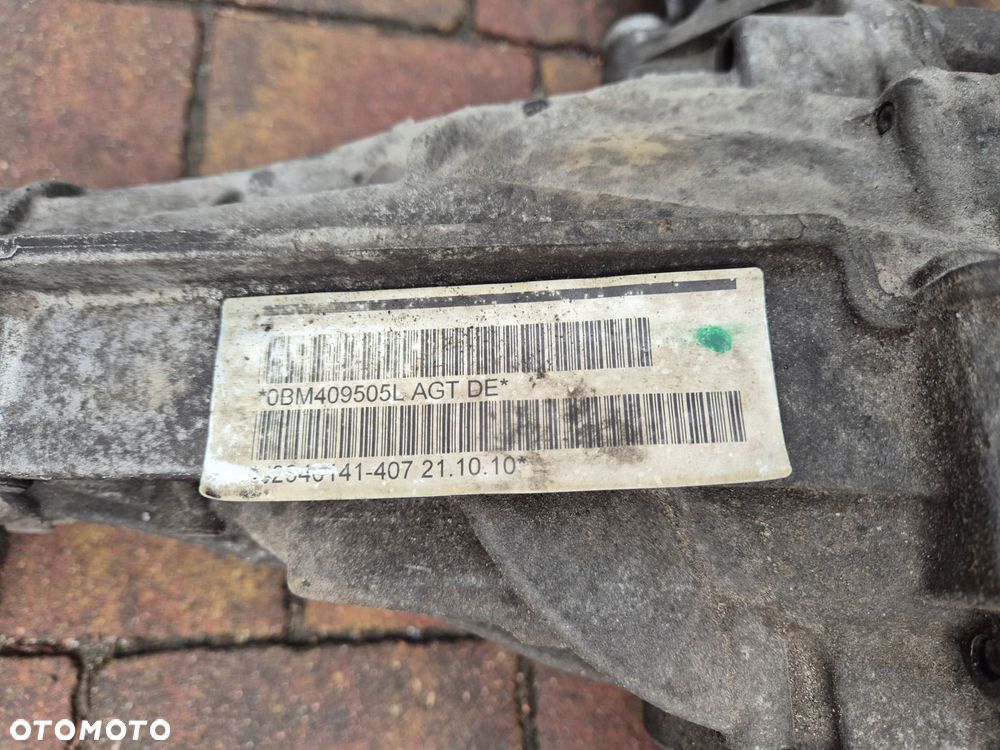 *0BM409505L AGT DE*
21.10.10*
OTOMOTO